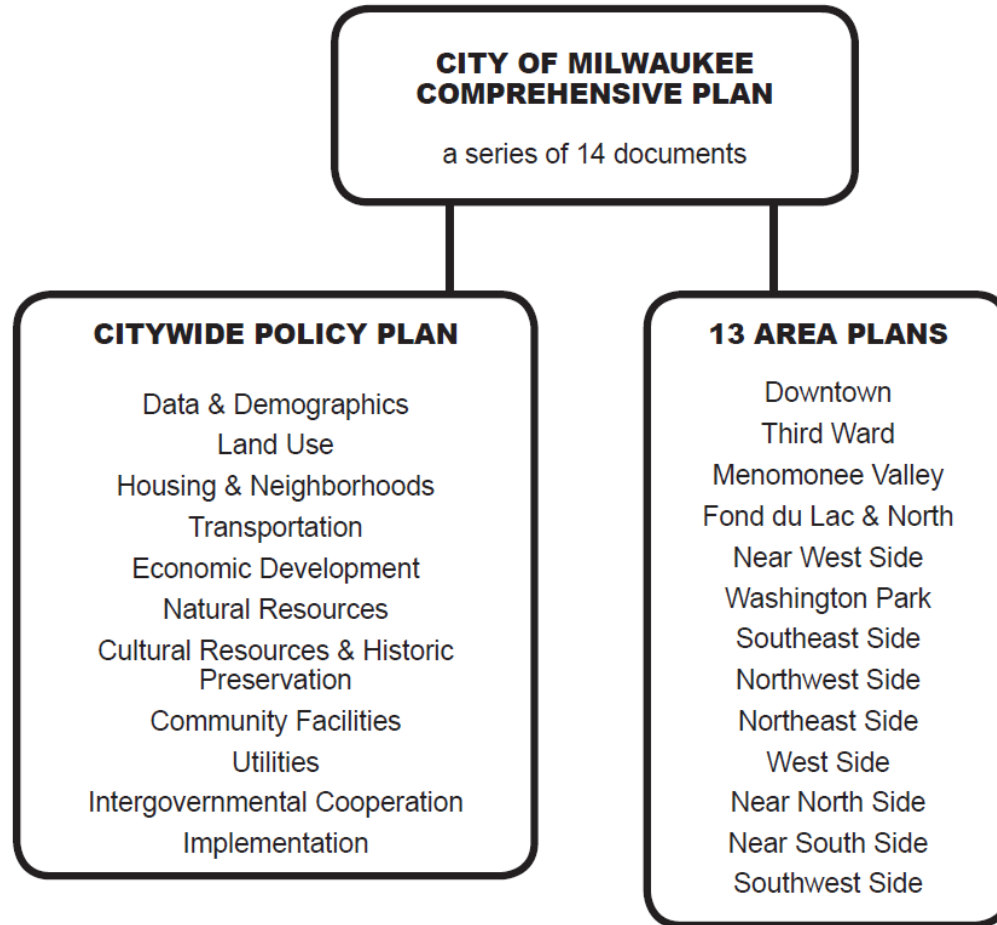 CITY OF MILWAUKEE
COMPREHENSIVE PLAN
a series of 14 documents
CITYWIDE POLICY PLAN
Data & Demographics
Land Use
Housing & Neighborhoods
Transportation
Economic Development
Natural Resources
Cultural Resources & Historic
Preservation
Community Facilities
Utilities
Intergovernmental Cooperation
Implementation
13 AREA PLANS
Downtown
Third Ward
Menomonee Valley
Fond du Lac & North
Near West Side
Washington Park
Southeast Side
Northwest Side
Northeast Side
West Side
Near North Side
Near South Side
Southwest Side